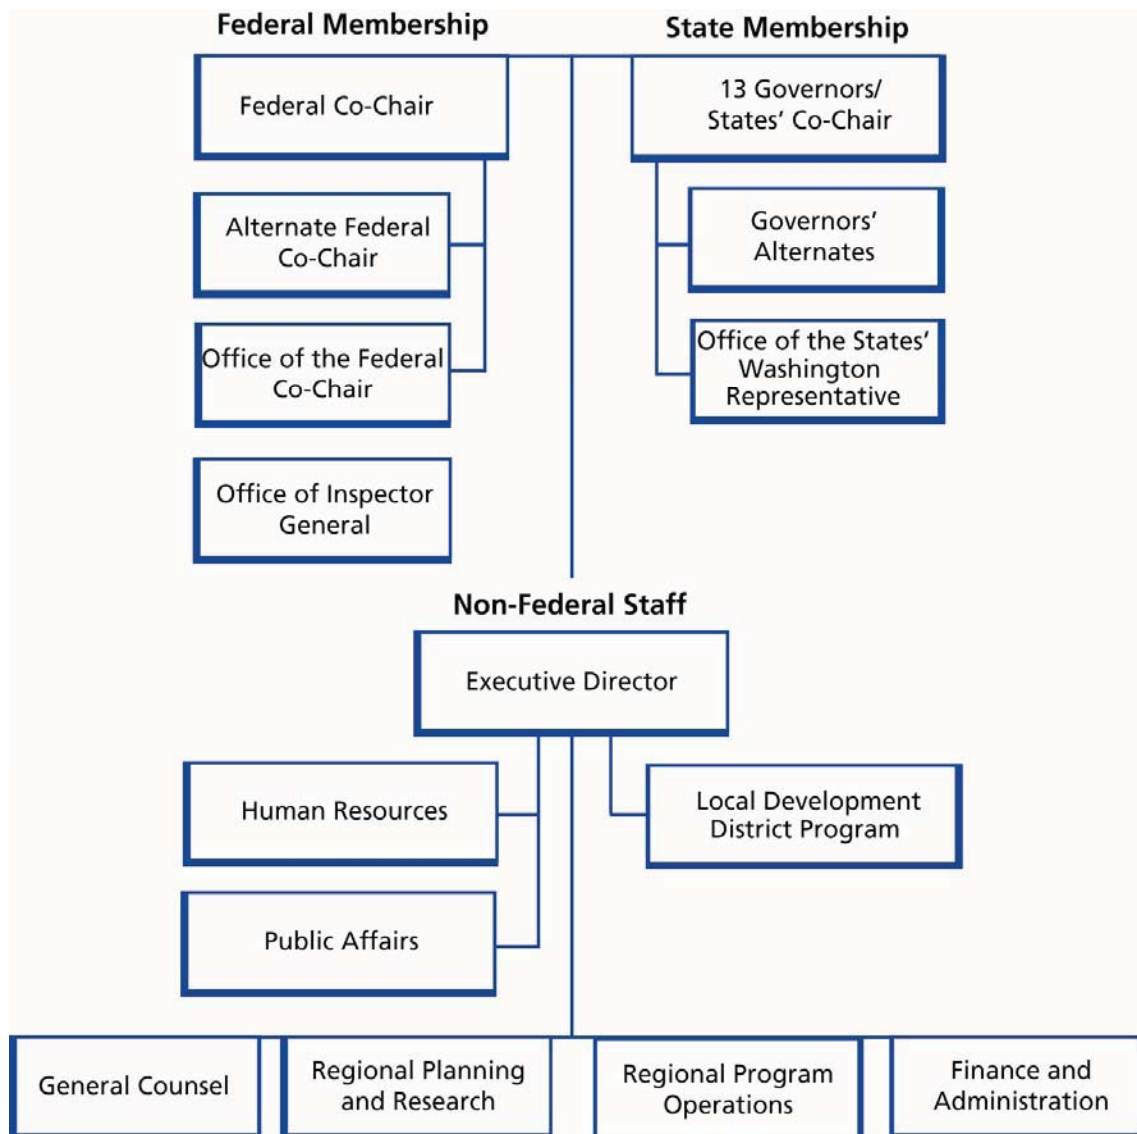 Federal Membership
State Membership
Federal Co-Chair
13 Governors/
States’ Co-Chair
Alternate Federal
Co-Chair
Governors’
Alternates
Office of the Federal
Co-Chair
Office of the States’
Washington
Representative
Office of Inspector
General
Non-Federal Staff
Executive Director
Human Resources
Local Development
District Program
Public Affairs
General Counsel
Regional Planning
and Research
Regional Program
Operations
Finance and
Administration